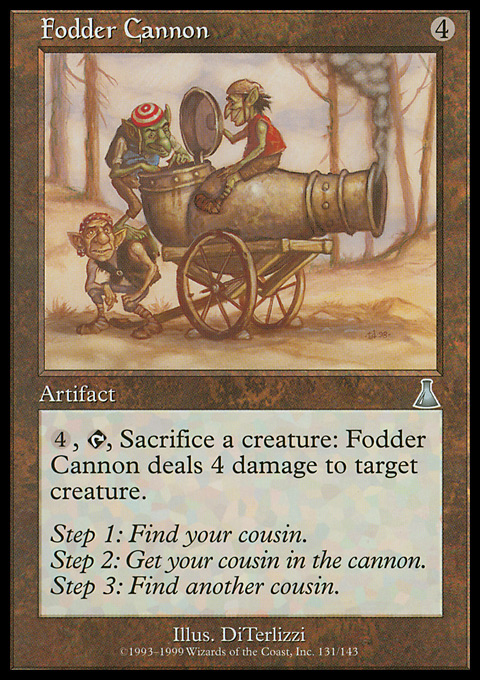 Fodder Cannon 4
Artifact
4, , Sacrifice a creature: Fodder
Cannon deals 4 damage to target
creature.
Step 1: Find your cousin.
Step 2: Get your cousin in the cannon.
Step 3: Find another cousin.
Illus. DiTerlizzi
©1993-1999 Wizards of the Coast, Inc. 131/143